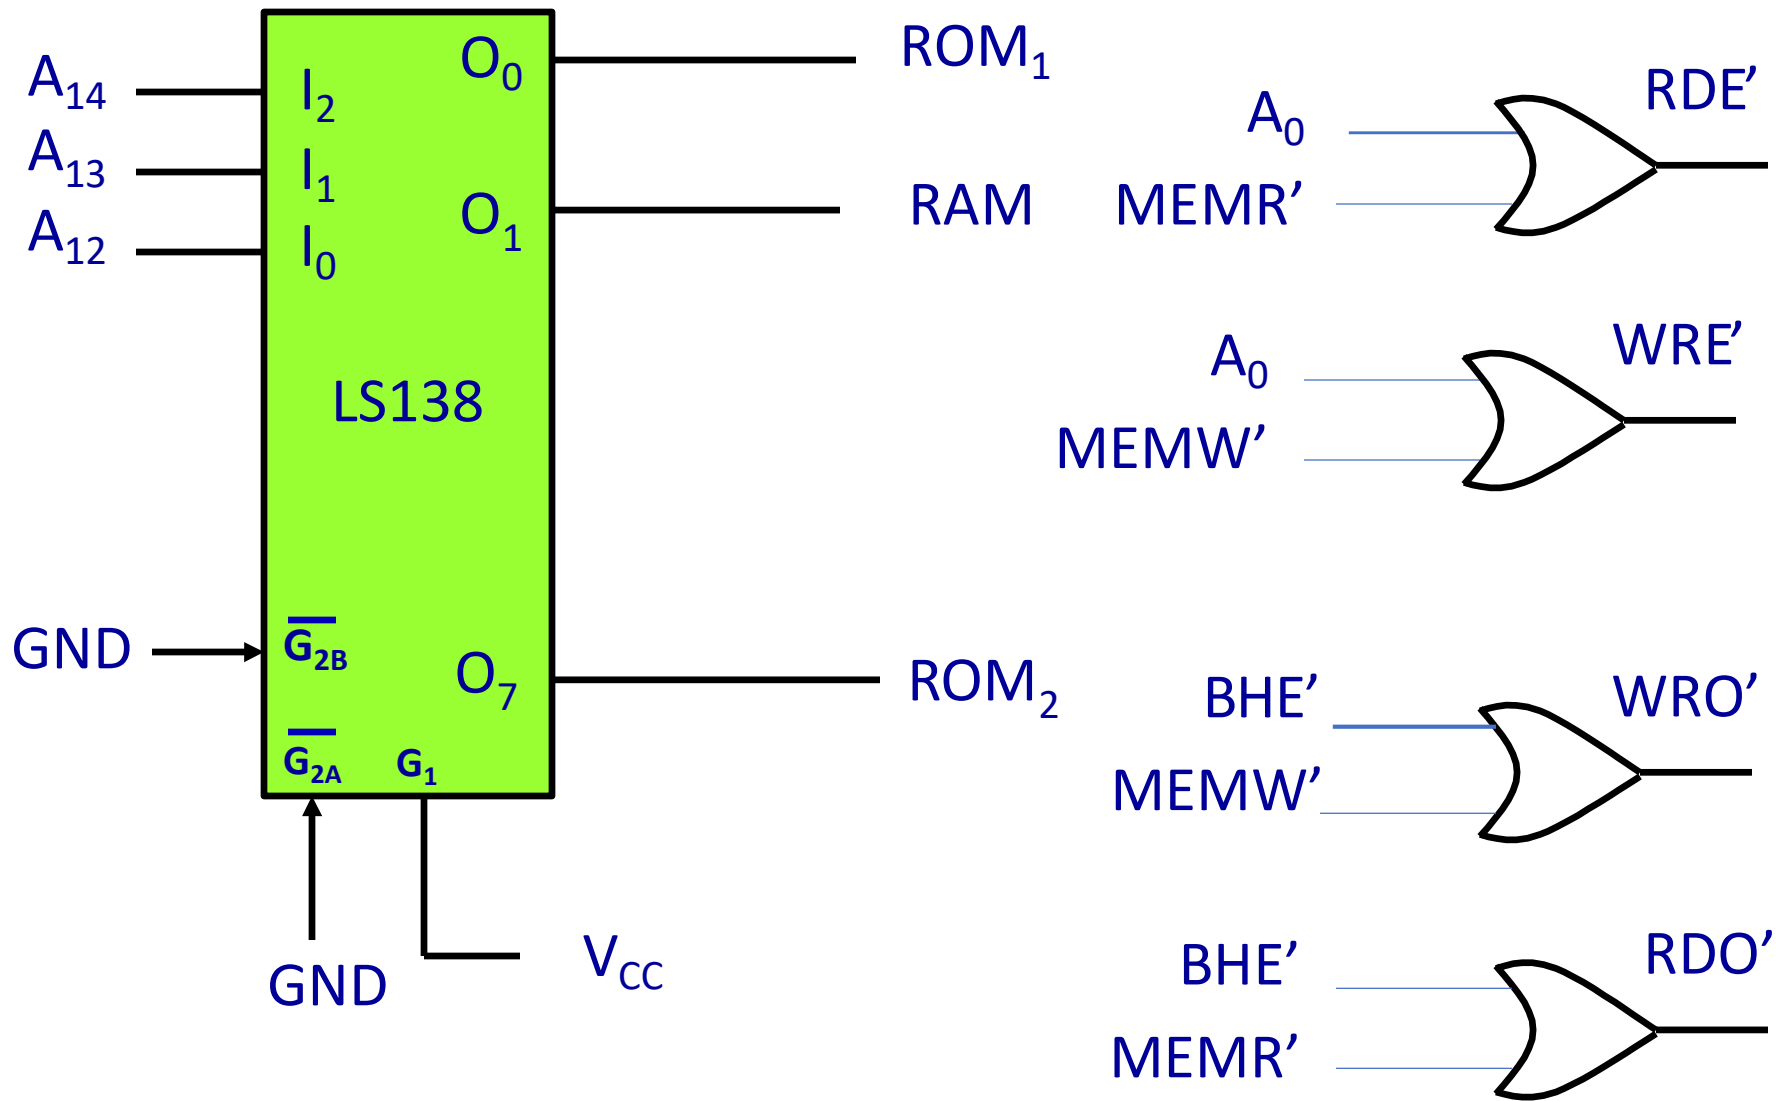 A14
A13
A12
GND
I2
I1
I0
O0
O1
LS138
G2B
O7
G2A G1
GND
VCC
ROM1
RAM
ROM2
A0
MEMR’
RDE’
A0
MEMW’
WRE’
BHE’
MEMW’
WRO’
BHE’
MEMR’
RDO’